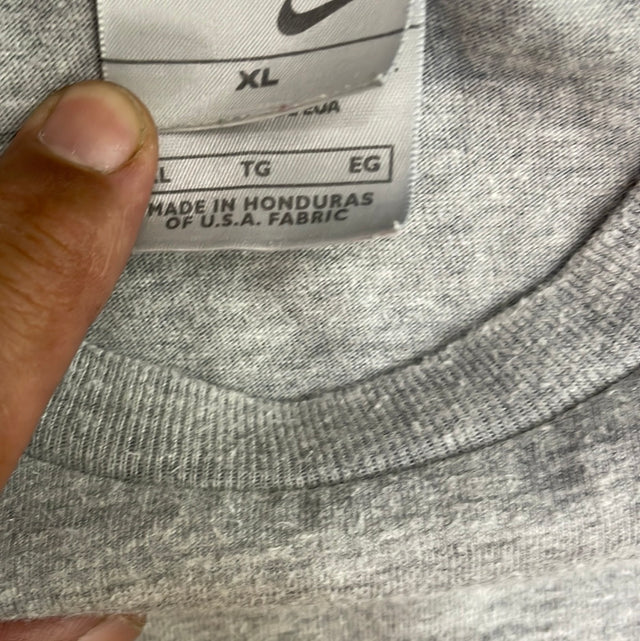 XL
TG EG
MADE IN HONDURAS
OF U.S.A. FABRIC